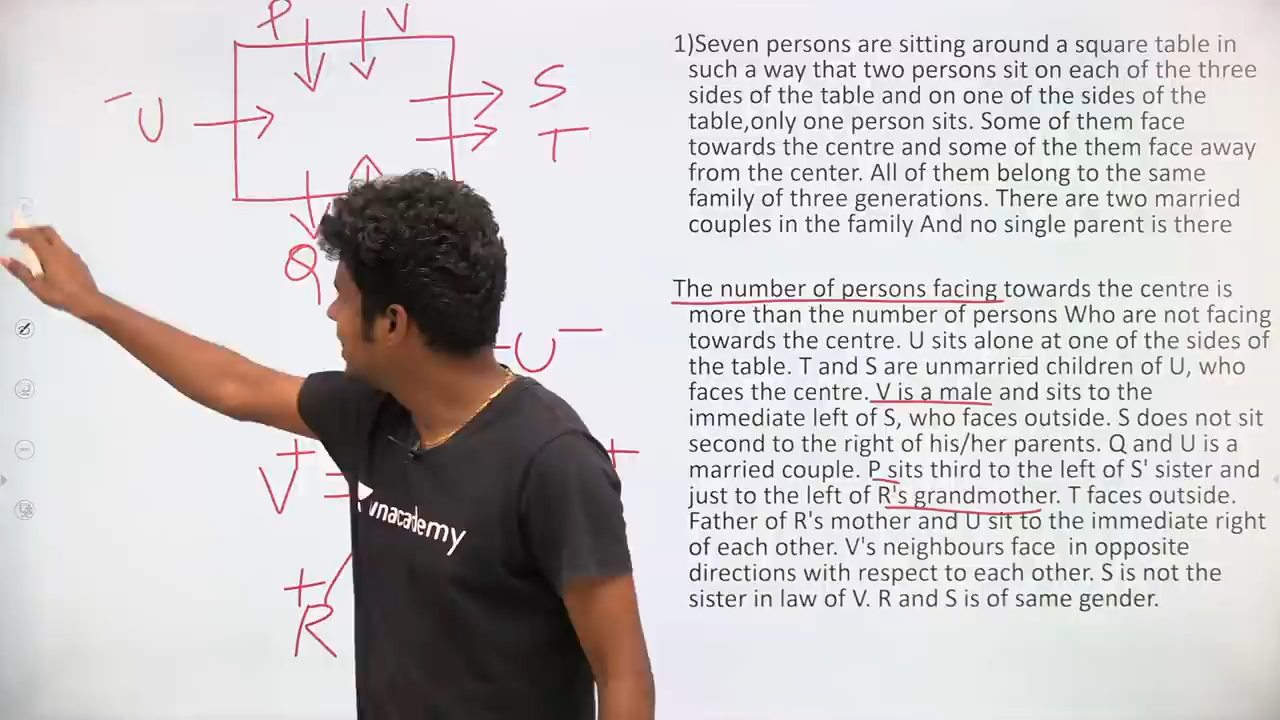 P V
U
S
T
Q
U
V
R
unacademy
1)Seven persons are sitting around a square table in
such a way that two persons sit on each of the three
sides of the table and on one of the sides of the
table,only one person sits. Some of them face
towards the centre and some of the them face away
from the center. All of them belong to the same
family of three generations. There are two married
couples in the family And no single parent is there
The number of persons facing towards the centre is
more than the number of persons Who are not facing
towards the centre. U sits alone at one of the sides of
the table. T and S are unmarried children of U, who
faces the centre. V is a male and sits to the
immediate left of S, who faces outside. S does not sit
second to the right of his/her parents. Q and U is a
married couple. P sits third to the left of S' sister and
just to the left of R's grandmother. T faces outside.
Father of R's mother and U sit to the immediate right
of each other. V's neighbours face in opposite
directions with respect to each other. S is not the
sister in law of V. R and S is of same gender.